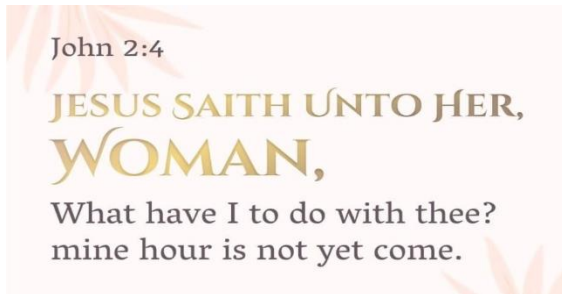 John 2:4
Jesus Saith Unto Her,
Woman,
What have I to do with thee?
mine hour is not yet come.